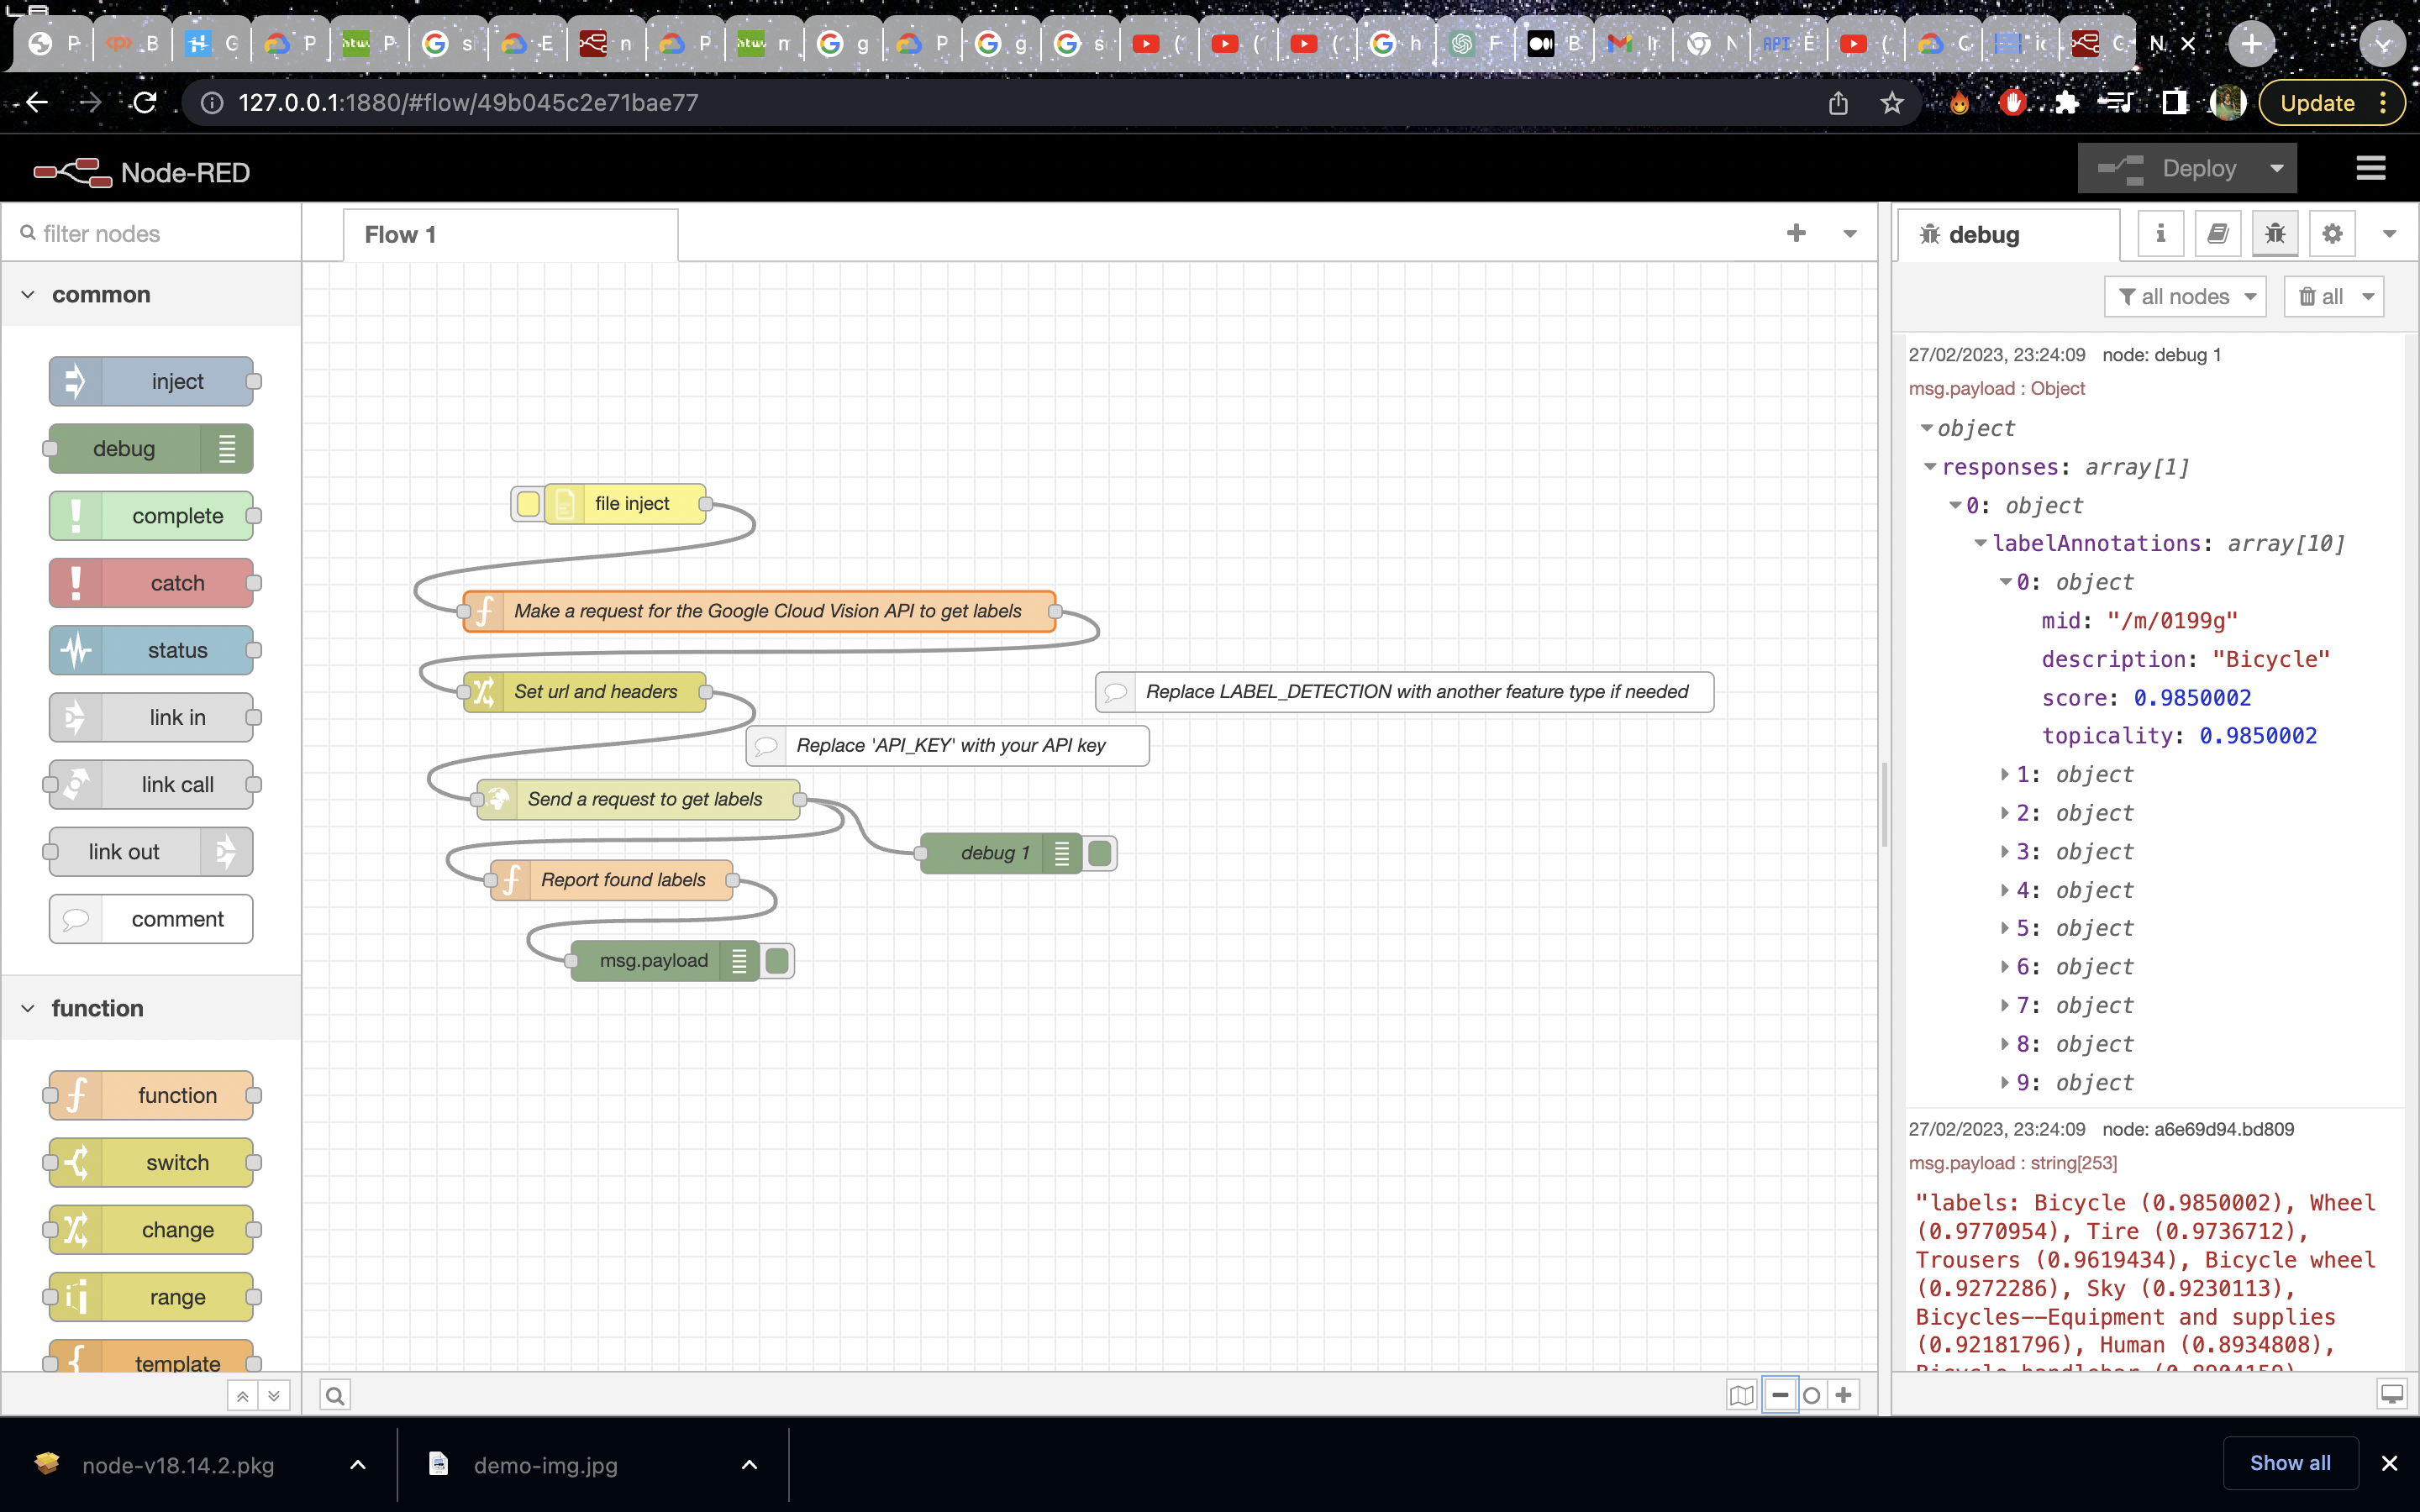 P
B
G
P
P
s
E
n
P
n
g
P
g
s
(
(
(
h
F
B
Ir
N
API E
(
C
ic
C
N
127.0.0.1:1880/#flow/49b045c2e71bae77
Update
Node-RED
Deploy
filter nodes
Flow 1
debug
common
all nodes
all
inject
debug
complete
catch
status
link in
link call
link out
comment
function
function
switch
change
range
template
file inject
Make a request for the Google Cloud Vision API to get labels
Set url and headers
Replace LABEL_DETECTION with another feature type if needed
Replace 'API_KEY' with your API key
Send a request to get labels
debug 1
Report found labels
msg.payload
27/02/2023, 23:24:09 node: debug 1
msg.payload : Object
object
responses: array[1]
0: object
labelAnnotations: array[10]
0: object
mid: "/m/0199g"
description: "Bicycle"
score: 0.9850002
topicality: 0.9850002
1: object
2: object
3: object
4: object
5: object
6: object
7: object
8: object
9: object
27/02/2023, 23:24:09 node: a6e69d94.bd809
msg.payload : string[253]
"labels: Bicycle (0.9850002), Wheel
(0.9770954), Tire (0.9736712),
Trousers (0.9619434), Bicycle wheel
(0.9272286), Sky (0.9230113),
Bicycles--Equipment and supplies
(0.92181796), Human (0.8934808),
Bicycle handlebar (0.8904159),
node-v18.14.2.pkg
demo-img.jpg
Show all